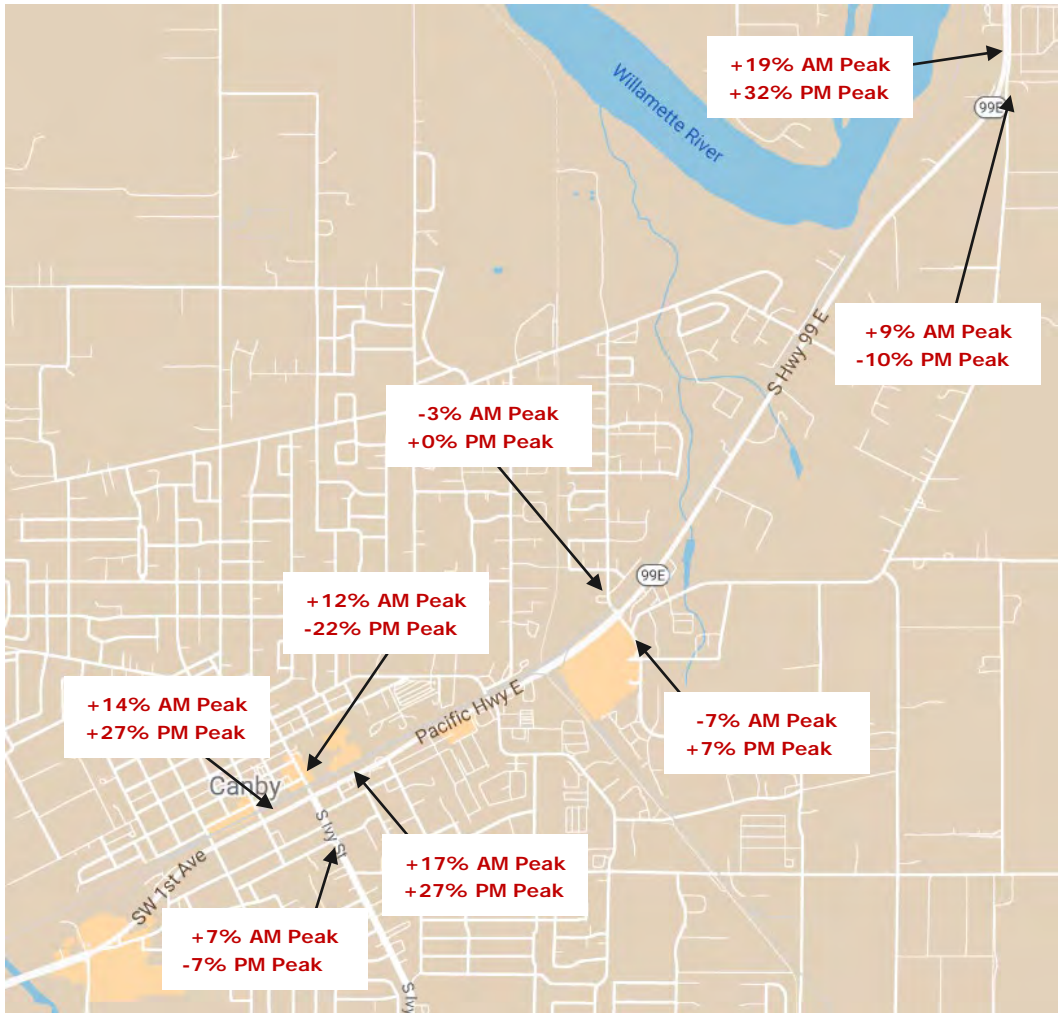 +19% AM Peak
+32% PM Peak
Willamette River
99E
+9% AM Peak
-10% PM Peak
S Hwy 99 E
-3% AM Peak
+0% PM Peak
99E
+12% AM Peak
-22% PM Peak
+14% AM Peak
+27% PM Peak
Pacific Hwy E
-7% AM Peak
+7% PM Peak
Canby
S Ivy St
+17% AM Peak
+27% PM Peak
SW 1st Ave
+7% AM Peak
-7% PM Peak
S Ivy